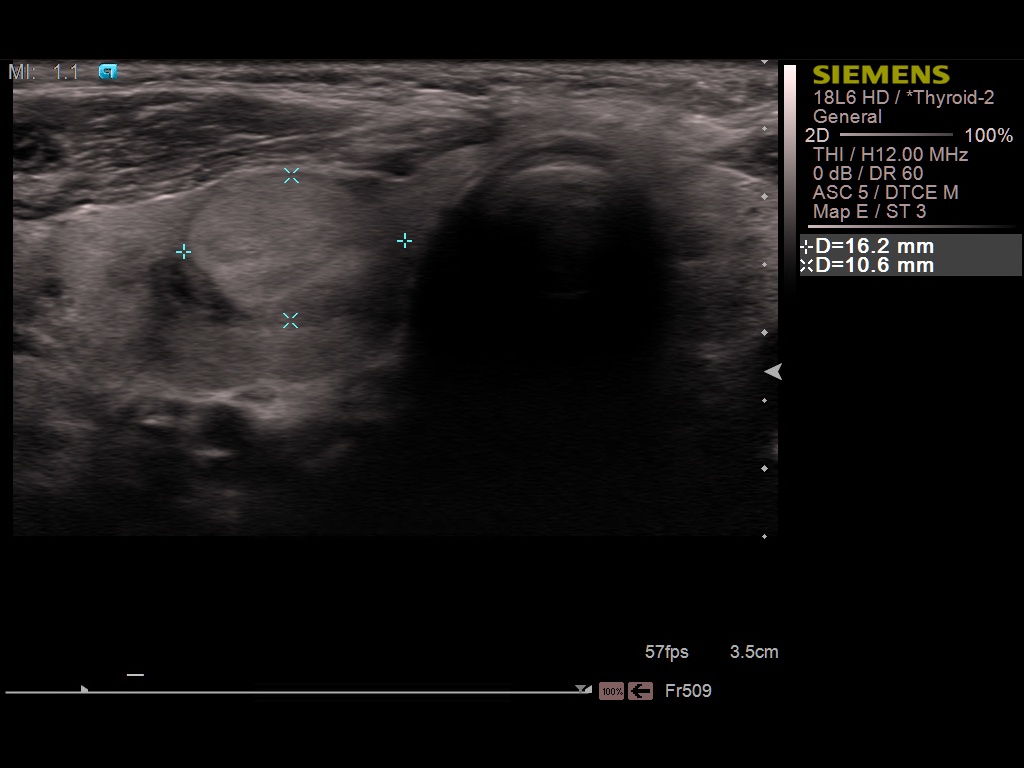 MI: 1.1
SIEMENS
18L6 HD / *Thyroid-2
General
2D 100%
THI / H12.00 MHz
0 dB / DR 60
ASC 5 / DTCE M
Map E / ST 3
D=16.2 mm
D=10.6 mm
57fps 3.5cm
100% Fr509